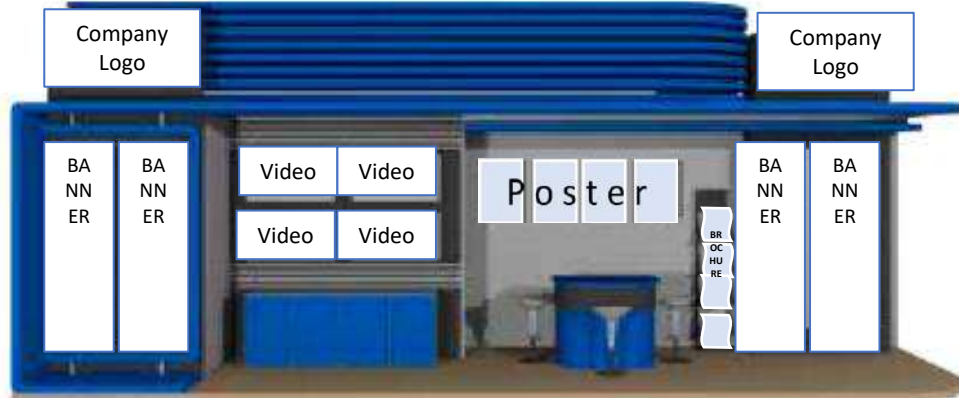 Company
Logo
Company
Logo
BA
NN
ER
BA
NN
ER
Video
Video
Video
Video
Poster
BR
OC
HU
RE
BA
NN
ER
BA
NN
ER